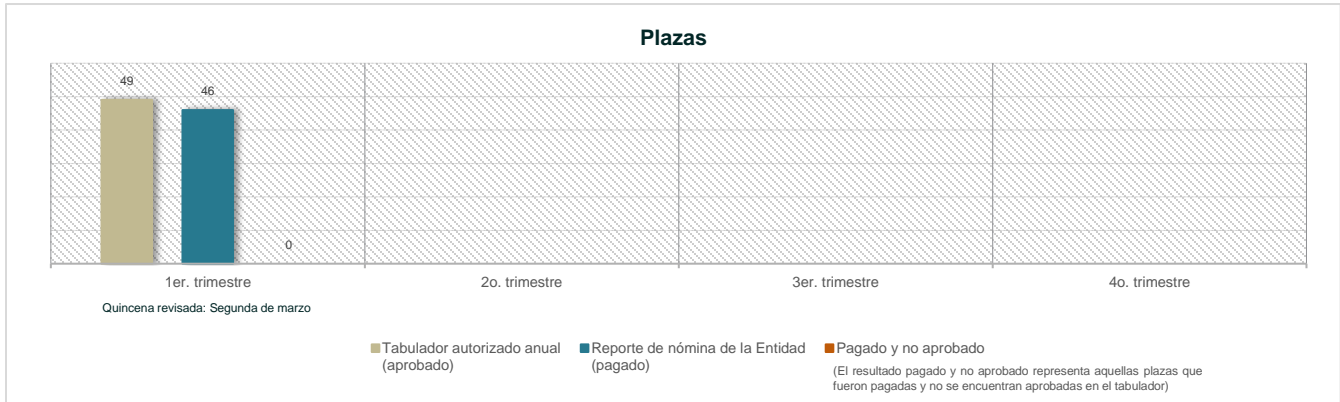 Plazas
49
46
0
1er. trimestre
2o. trimestre
3er. trimestre
4o. trimestre
Quincena revisada: Segunda de marzo
Tabulador autorizado anual
(aprobado)
Reporte de nómina de la Entidad
(pagado)
Pagado y no aprobado
(El resultado pagado y no aprobado representa aquellas plazas que
fueron pagadas y no se encuentran aprobadas en el tabulador)